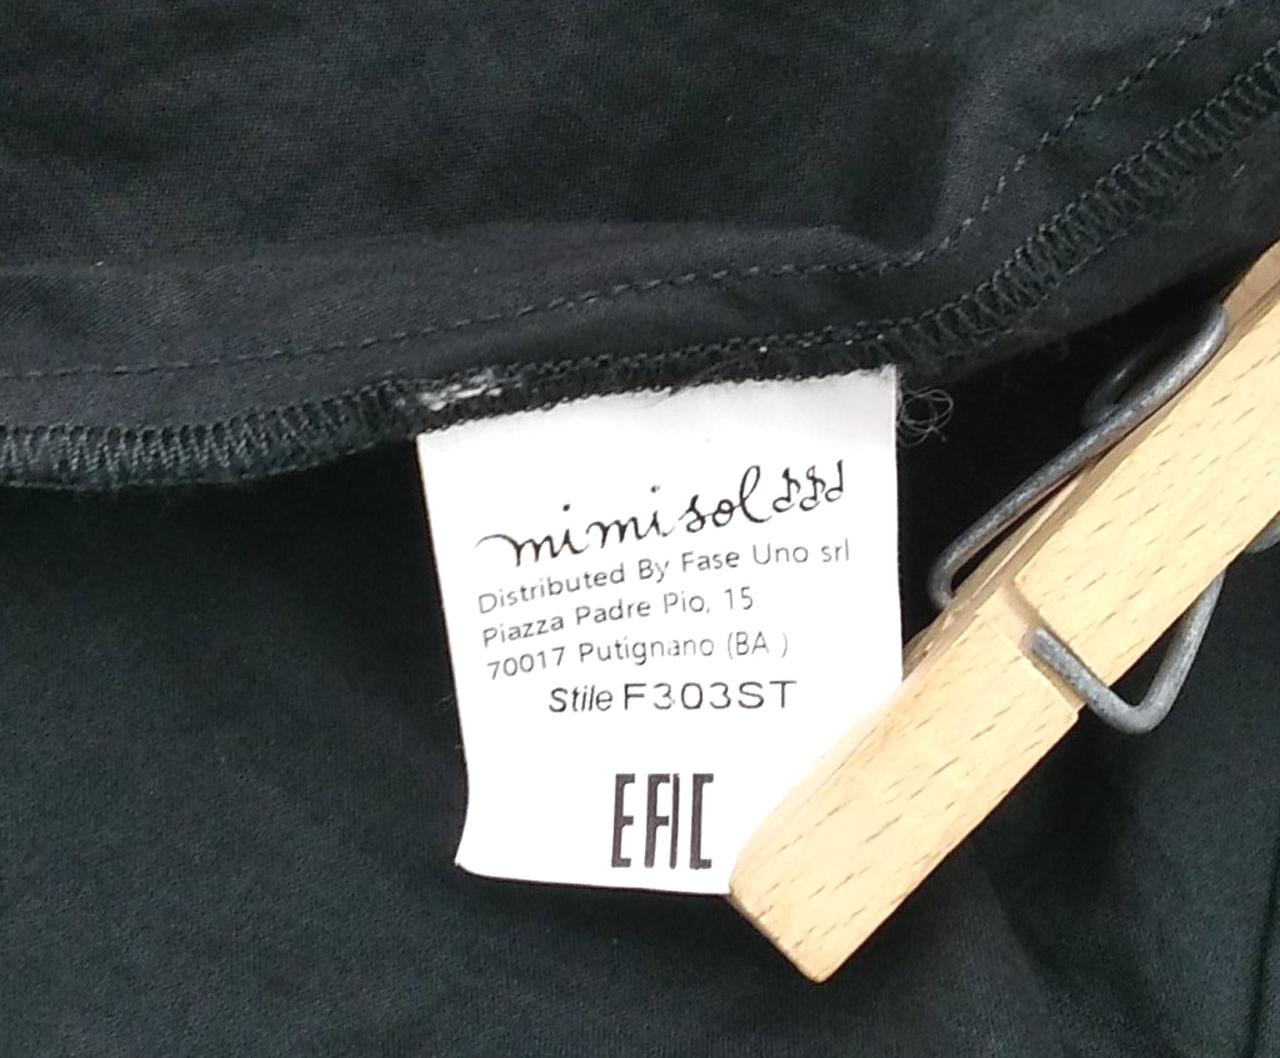 mimisol
Distributed By Fase Uno srl
Piazza Padre Pio, 15
70017 Putignano (BA )
Stile F303ST
EAC